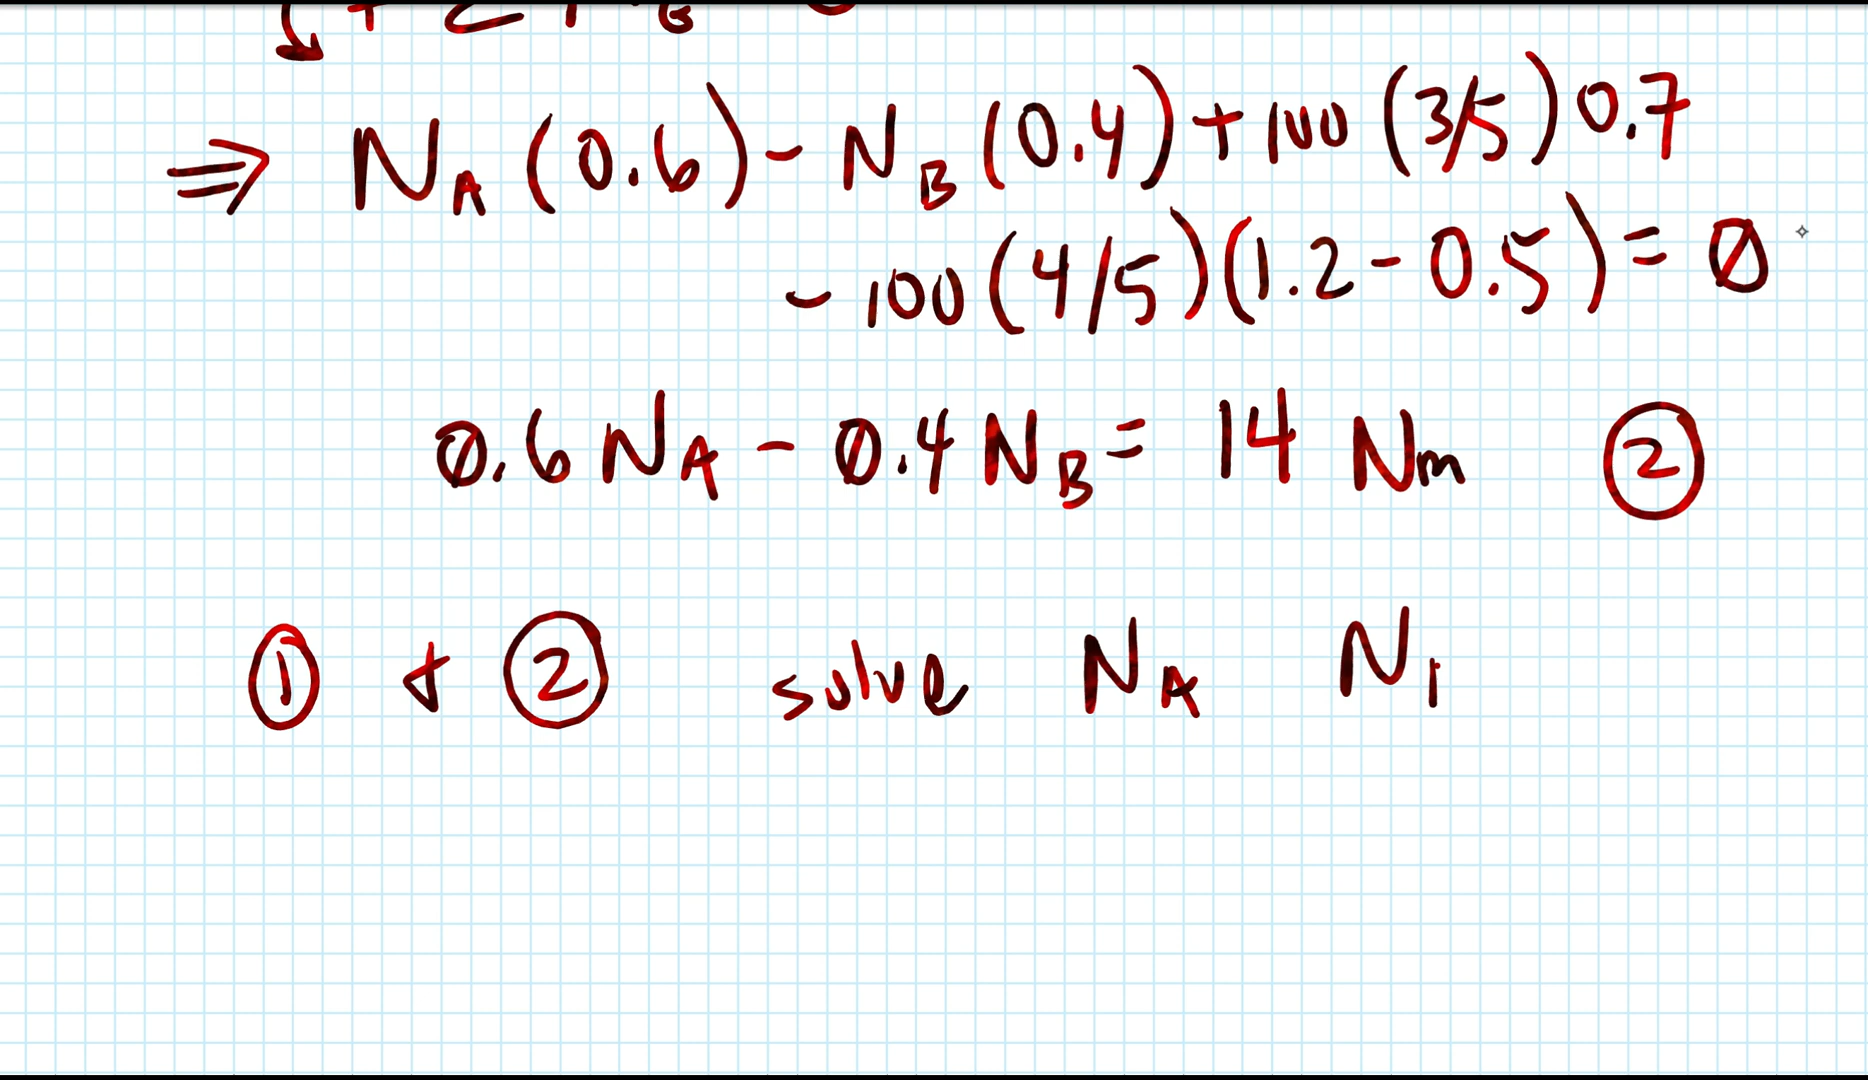 ⇒ N_A (0.6) - N_B (0.4) + 100 (3/5) 0.7
- 100 (4/5) (1.2 - 0.5) = 0
0.6 N_A - 0.4 N_B = 14 Nm ②
① & ② solve N_A N_1